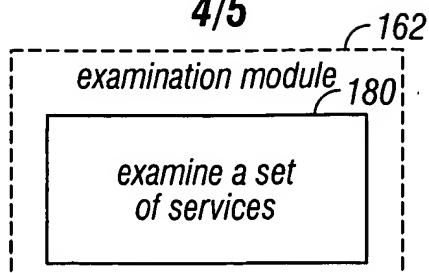 4/5
162
examination module
180
examine a set
of services